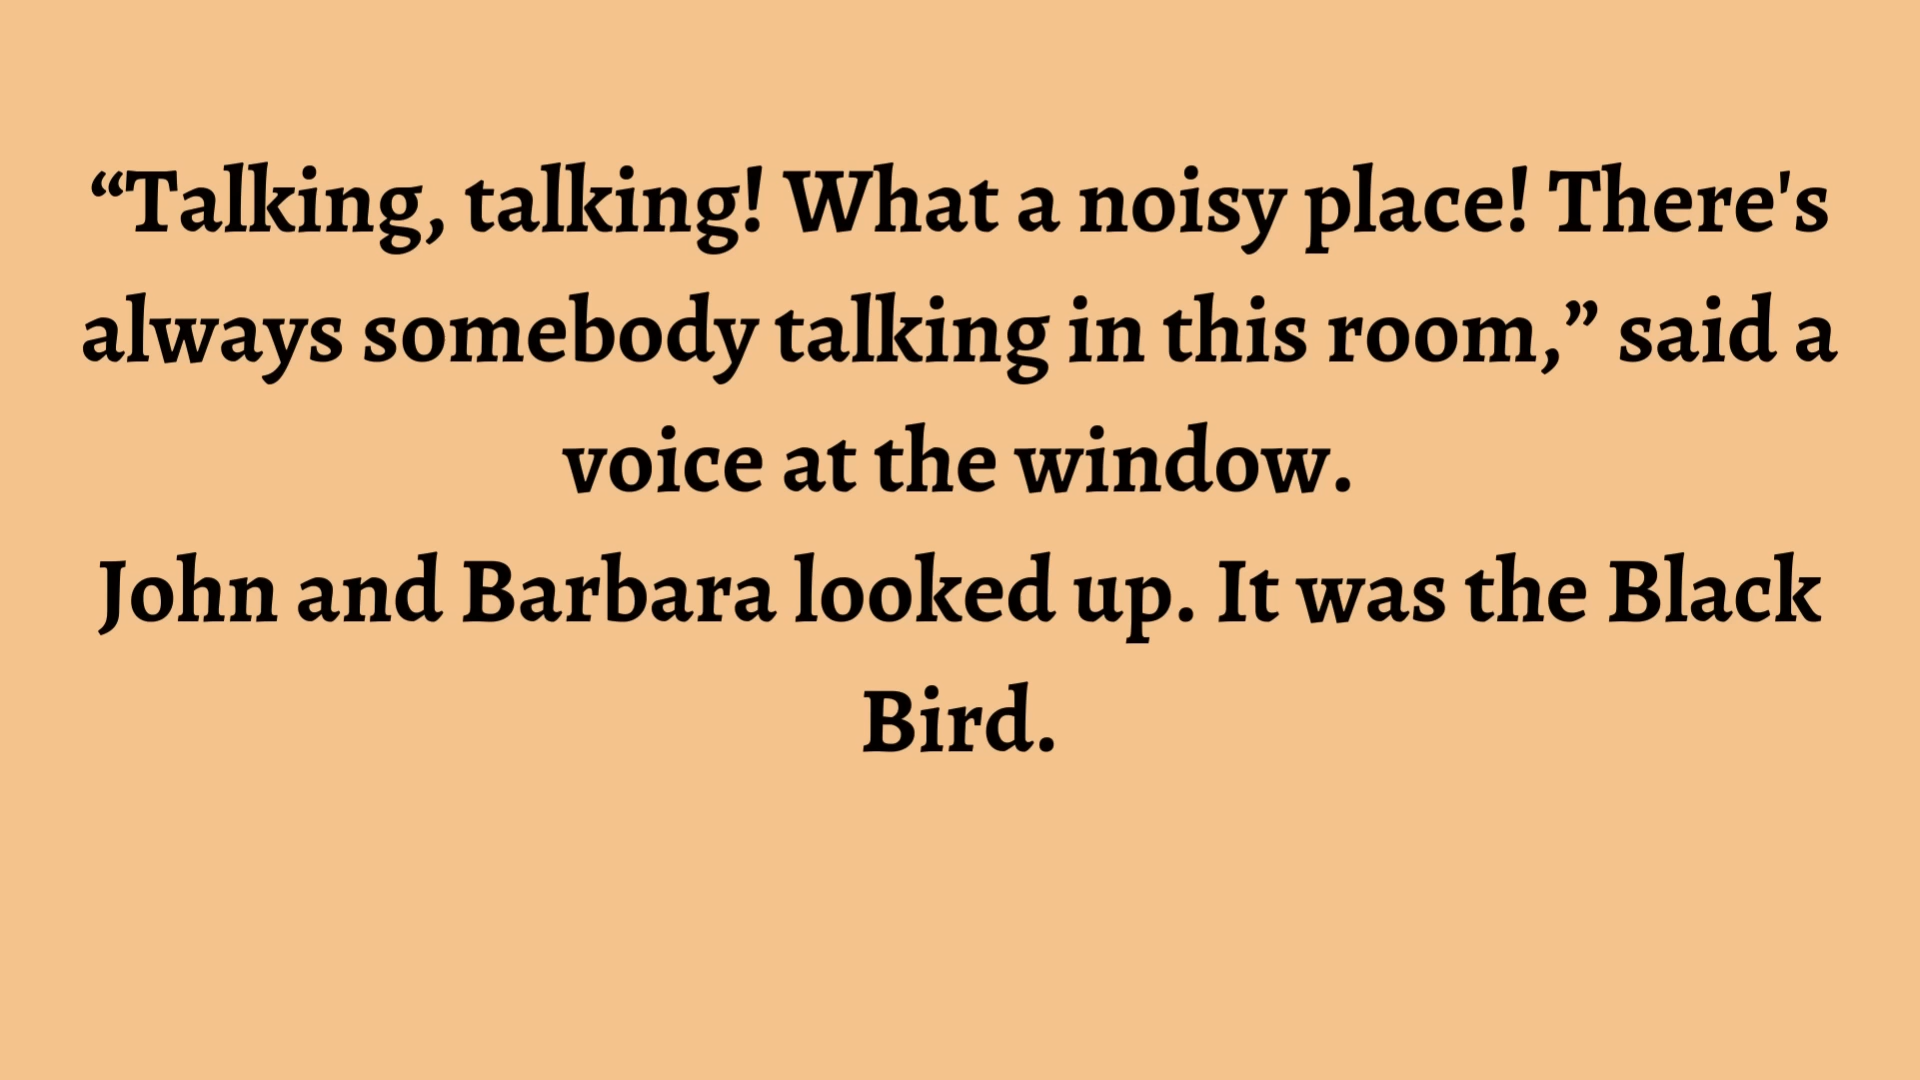 “Talking, talking! What a noisy place! There's
always somebody talking in this room,” said a
voice at the window.
John and Barbara looked up. It was the Black
Bird.